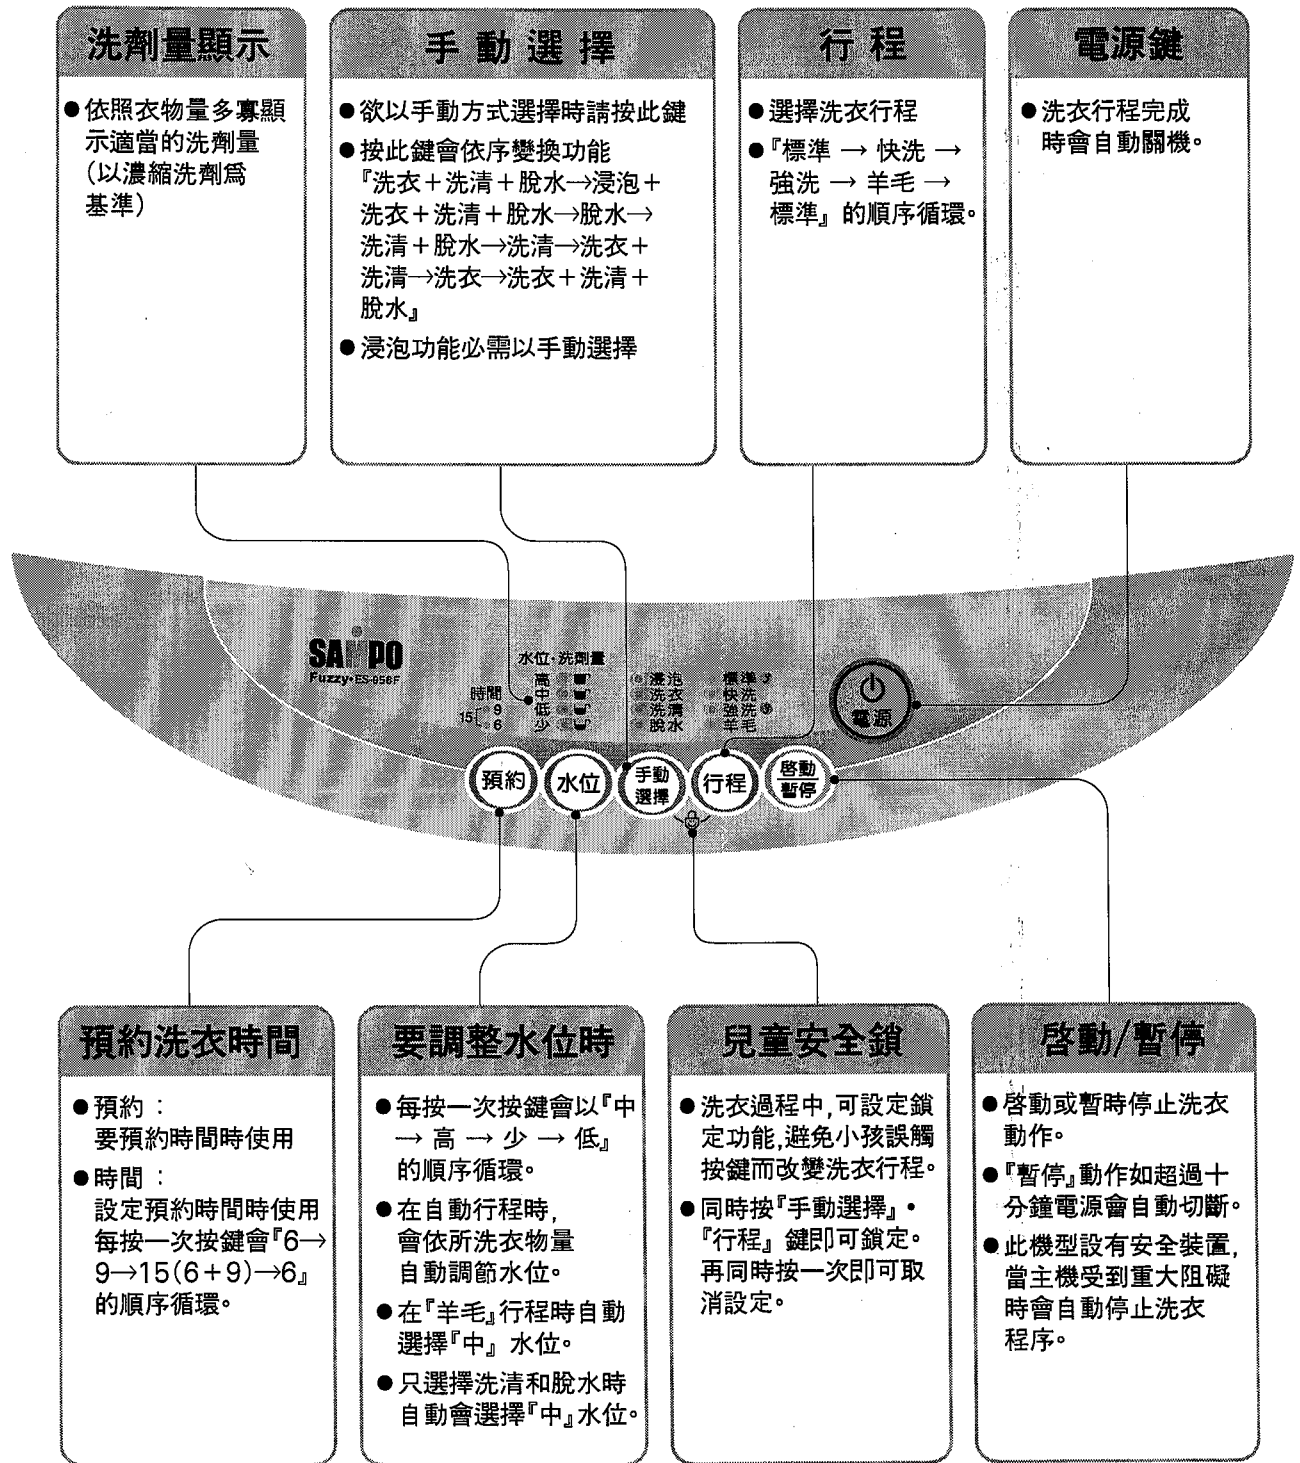 洗劑量顯示
●依照衣物量多寡顯
示適當的洗劑量
(以濃縮洗劑爲
基準)
手動選擇
●欲以手動方式選擇時請按此鍵
●按此鍵會依序變換功能
『洗衣＋洗清＋脫水→浸泡＋
洗衣＋洗清＋脫水→脫水→
洗清＋脫水→洗清→洗衣＋
洗清→洗衣→洗衣＋洗清＋
脫水』
●浸泡功能必需以手動選擇
行程
●選擇洗衣行程
●『標準 → 快洗 →
強洗 → 羊毛 →
標準』的順序循環。
電源鍵
●洗衣行程完成
時會自動關機。
SAMPO
Fuzzy•ES-956F
水位·洗劑量
高
中
低
少
時間
15
9
6
浸泡
洗衣
洗清
脫水
標準
快洗
強洗
羊毛
電源
預約
水位
手動
選擇
行程
啓動
暫停
預約洗衣時間
●預約：
要預約時間時使用
●時間：
設定預約時間時使用
每按一次按鍵會『6→
9→15(6＋9)→6』
的順序循環。
要調整水位時
●每按一次按鍵會以『中
→ 高 → 少 → 低』
的順序循環。
●在自動行程時,
會依所洗衣物量
自動調節水位。
●在『羊毛』行程時自動
選擇『中』水位。
●只選擇洗清和脫水時
自動會選擇『中』水位。
兒童安全鎖
●洗衣過程中,可設定鎖
定功能,避免小孩誤觸
按鍵而改變洗衣行程。
●同時按『手動選擇』•
『行程』鍵即可鎖定。
再同時按一次即可取
消設定。
啓動/暫停
●啓動或暫時停止洗衣
動作。
●『暫停』動作如超過十
分鐘電源會自動切斷。
●此機型設有安全裝置,
當主機受到重大阻礙
時會自動停止洗衣
程序。